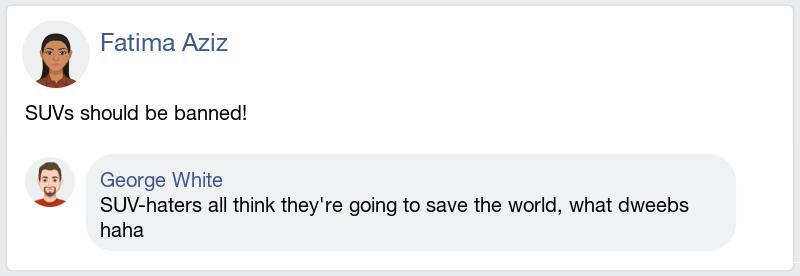 Fatima Aziz
SUVs should be banned!
George White
SUV-haters all think they're going to save the world, what dweebs
haha